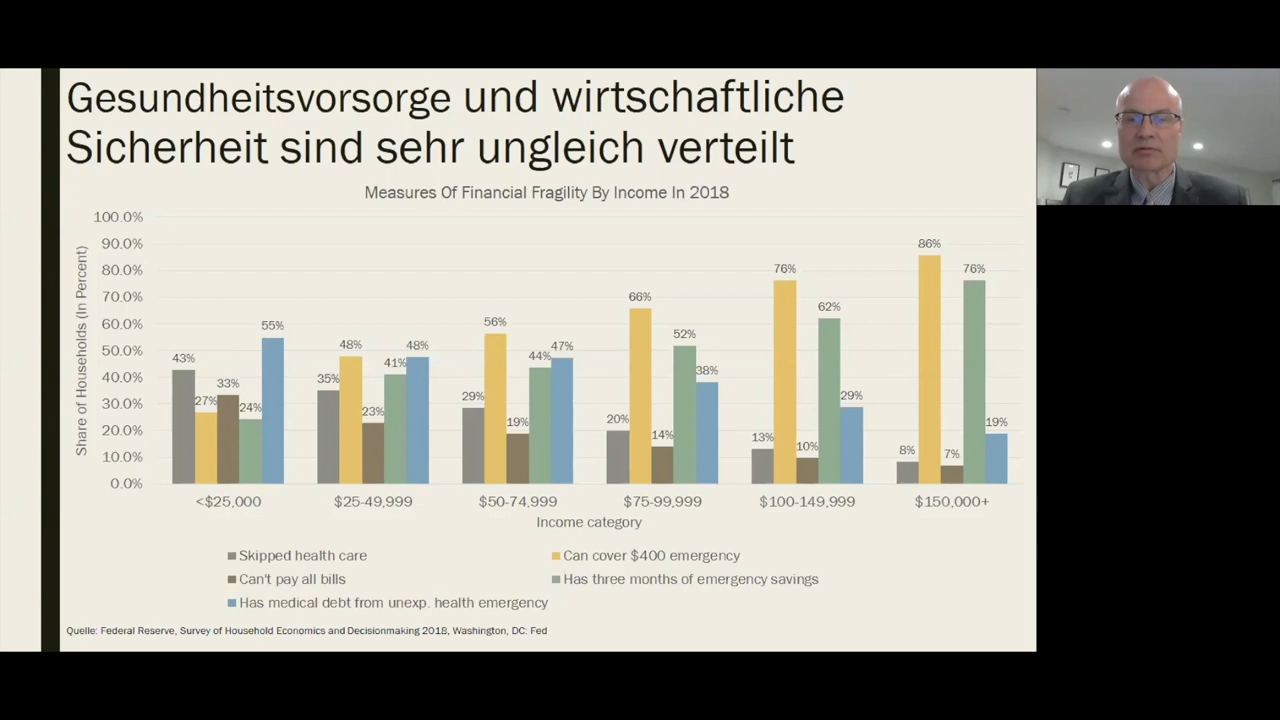 Gesundheitsvorsorge und wirtschaftliche
Sicherheit sind sehr ungleich verteilt
Measures Of Financial Fragility By Income In 2018
Share of Households (In Percent)
100.0%
90.0%
80.0%
70.0%
60.0%
50.0%
40.0%
30.0%
20.0%
10.0%
0.0%
43% 27% 33% 24% 55%
35% 48% 23% 41% 48%
29% 56% 19% 44% 47%
20% 66% 14% 52% 38%
13% 76% 10% 62% 29%
8% 86% 7% 76% 19%
<$25,000 $25-49,999 $50-74,999 $75-99,999 $100-149,999 $150,000+
Income category
Skipped health care Can cover $400 emergency
Can't pay all bills Has three months of emergency savings
Has medical debt from unexp. health emergency
Quelle: Federal Reserve, Survey of Household Economics and Decisionmaking 2018, Washington, DC: Fed